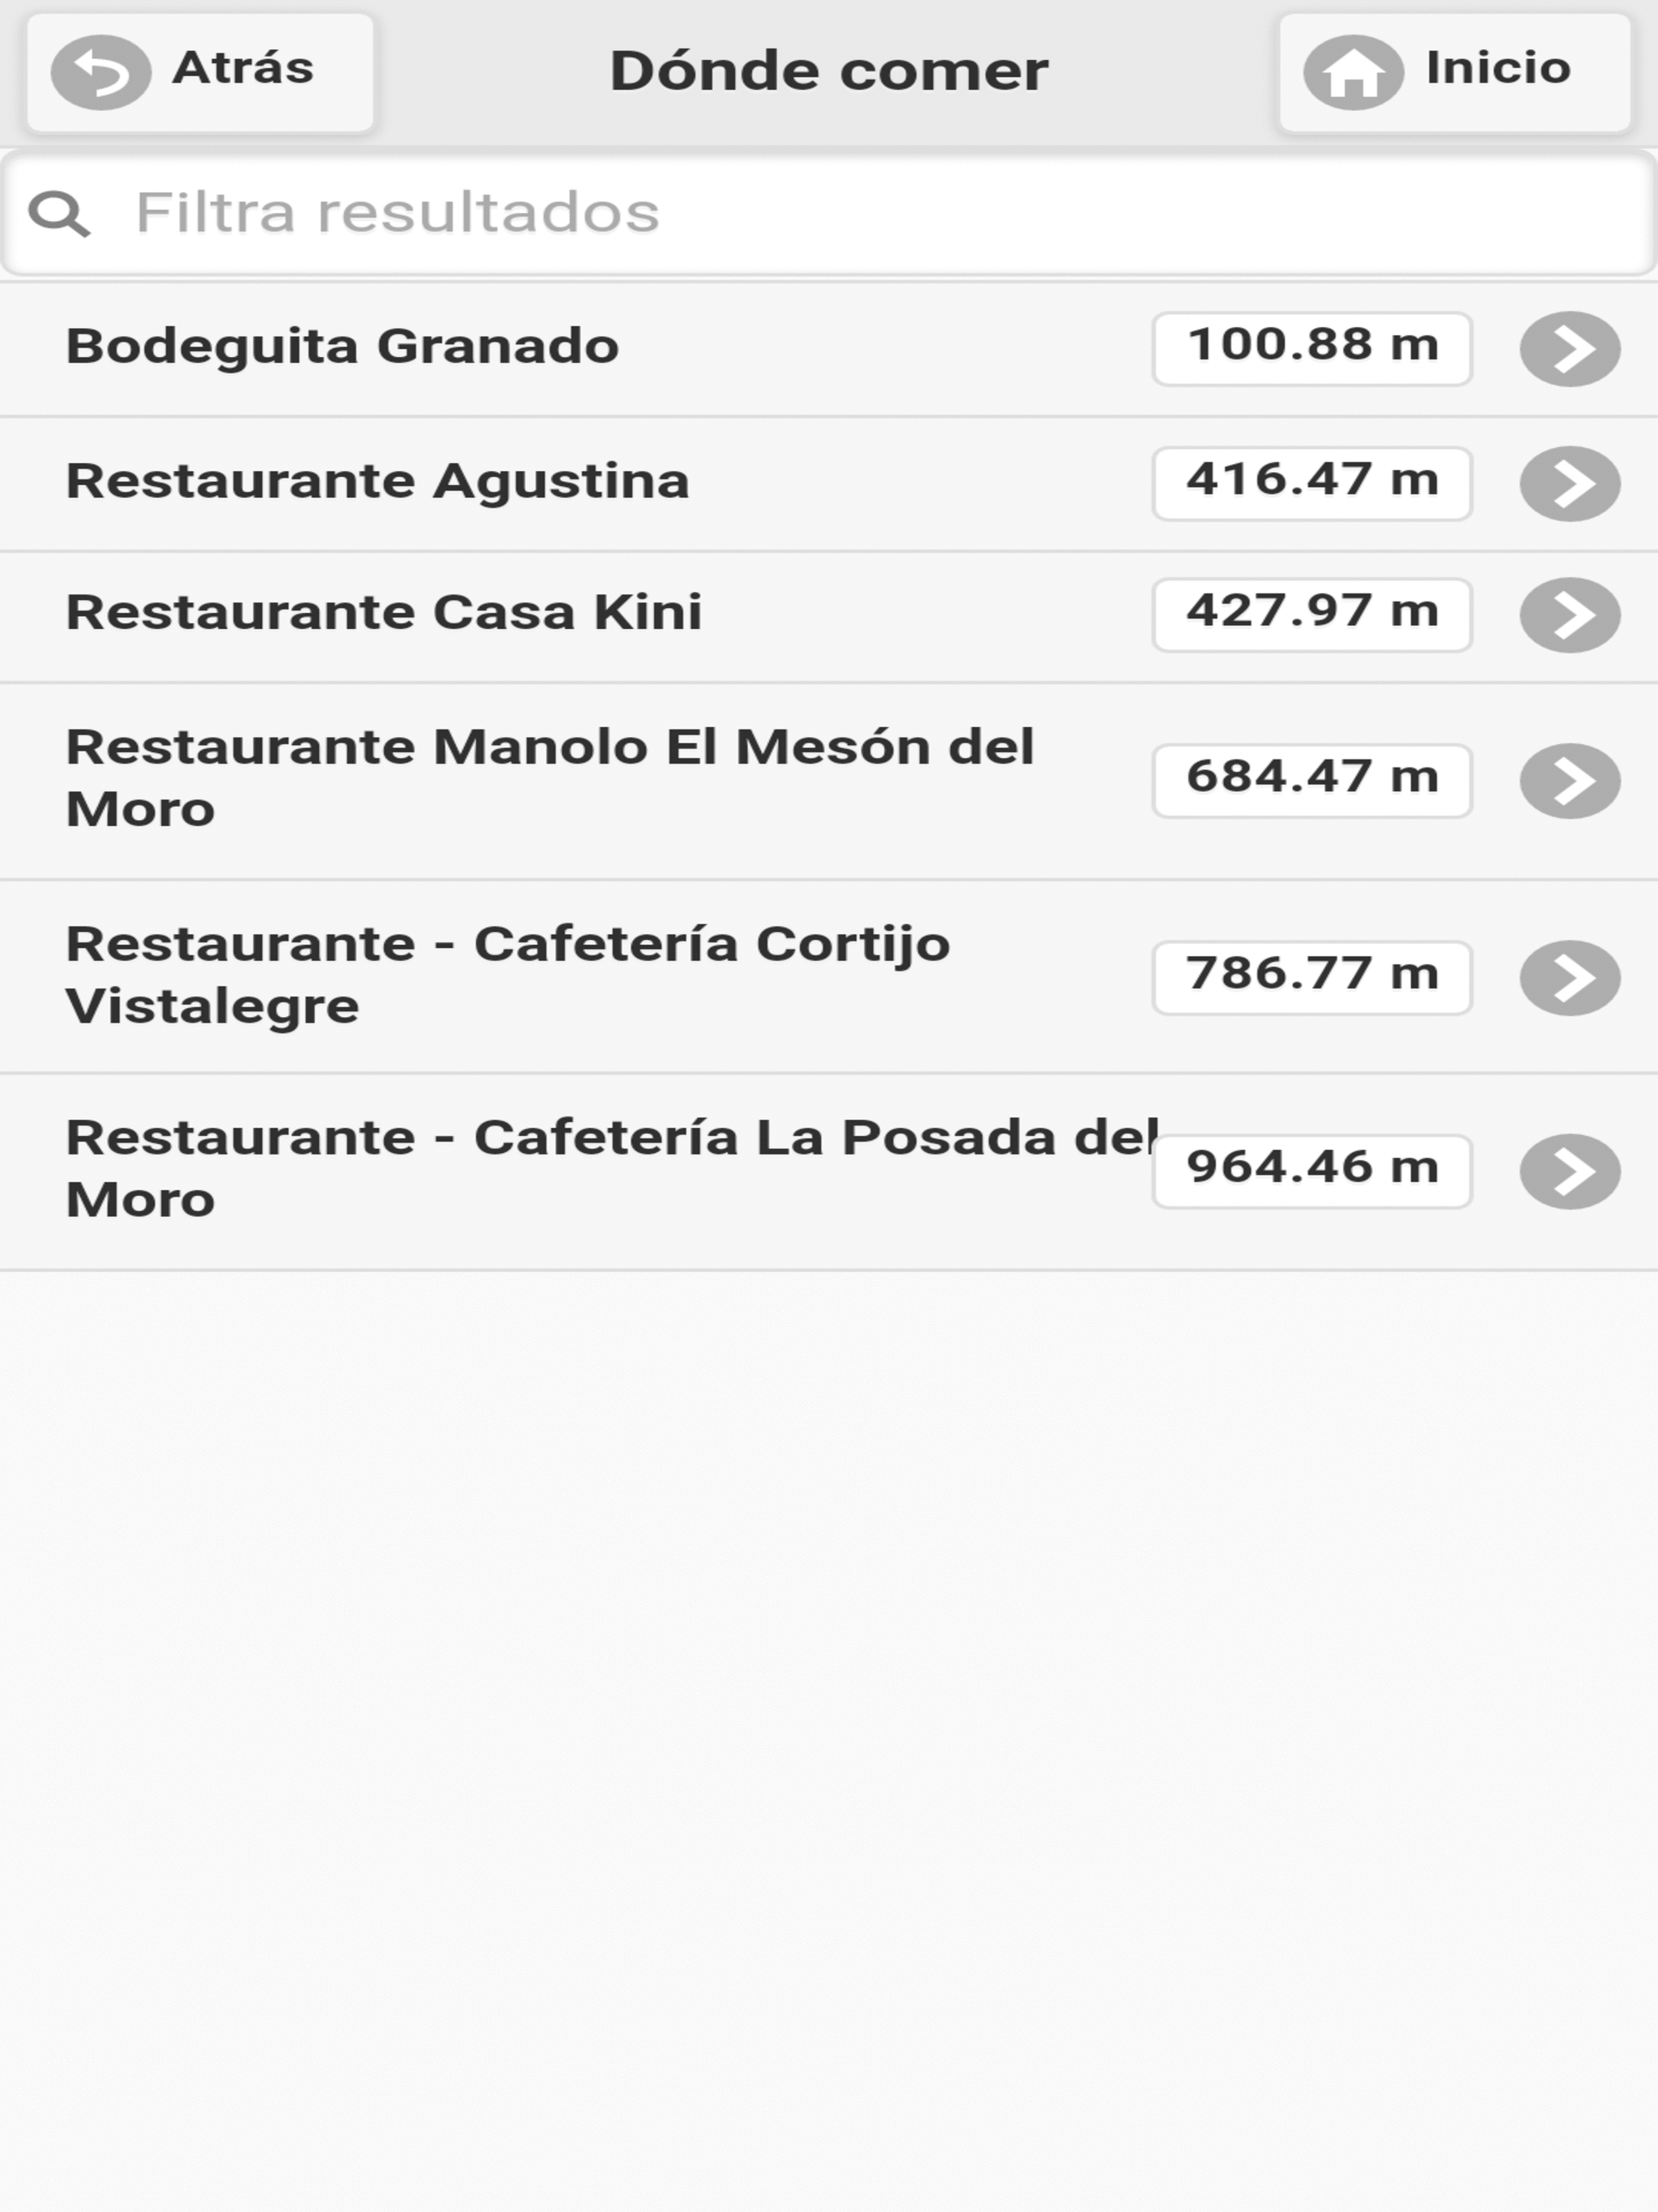 Atrás
Dónde comer
Inicio
Filtra resultados
Bodeguita Granado
100.88 m
Restaurante Agustina
416.47 m
Restaurante Casa Kini
427.97 m
Restaurante Manolo El Mesón del
Moro
684.47 m
Restaurante - Cafetería Cortijo
Vistalegre
786.77 m
Restaurante - Cafetería La Posada del
Moro
964.46 m